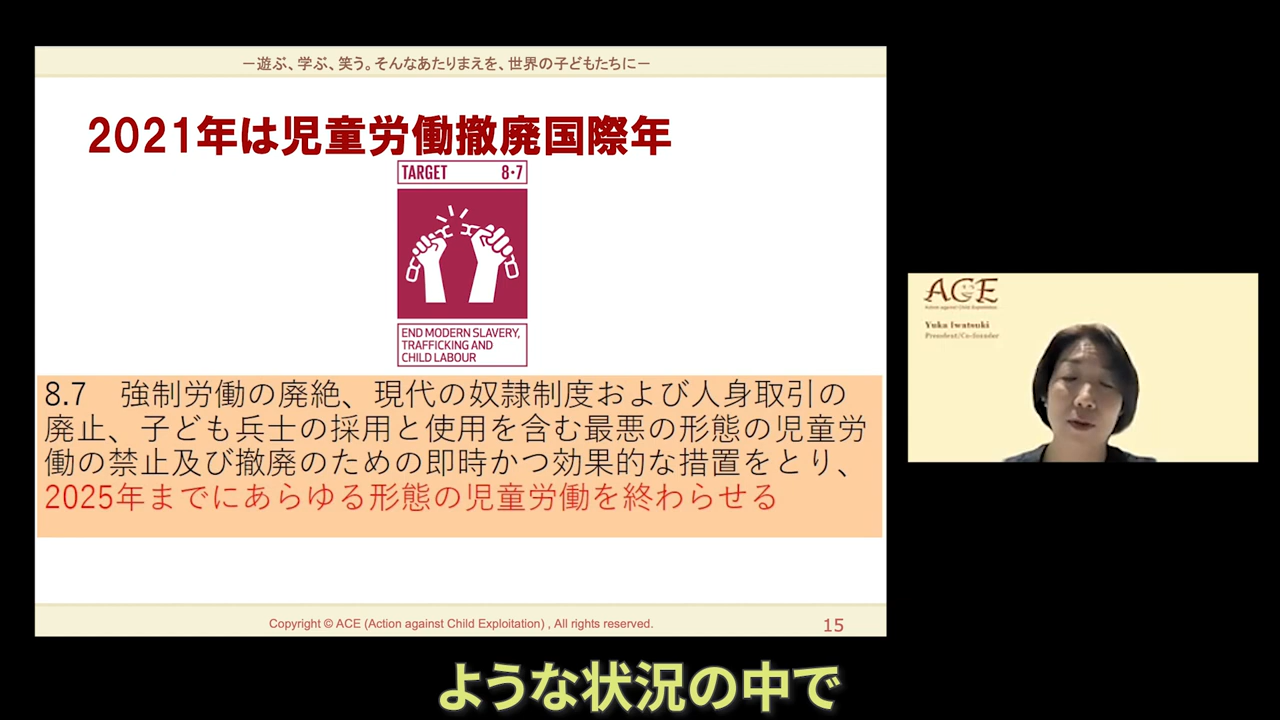 －遊ぶ、学ぶ、笑う。そんなあたりまえを、世界の子どもたちに－
2021年は児童労働撤廃国際年
TARGET 8・7
END MODERN SLAVERY,
TRAFFICKING AND
CHILD LABOUR
8.7　強制労働の廃絶、現代の奴隷制度および人身取引の
廃止、子ども兵士の採用と使用を含む最悪の形態の児童労
働の禁止及び撤廃のための即時かつ効果的な措置をとり、
2025年までにあらゆる形態の児童労働を終わらせる
Copyright © ACE (Action against Child Exploitation) , All rights reserved.
15
ACE
Action against Child Exploitation
Yuka Iwatsuki
President/Co-founder
ような状況の中で